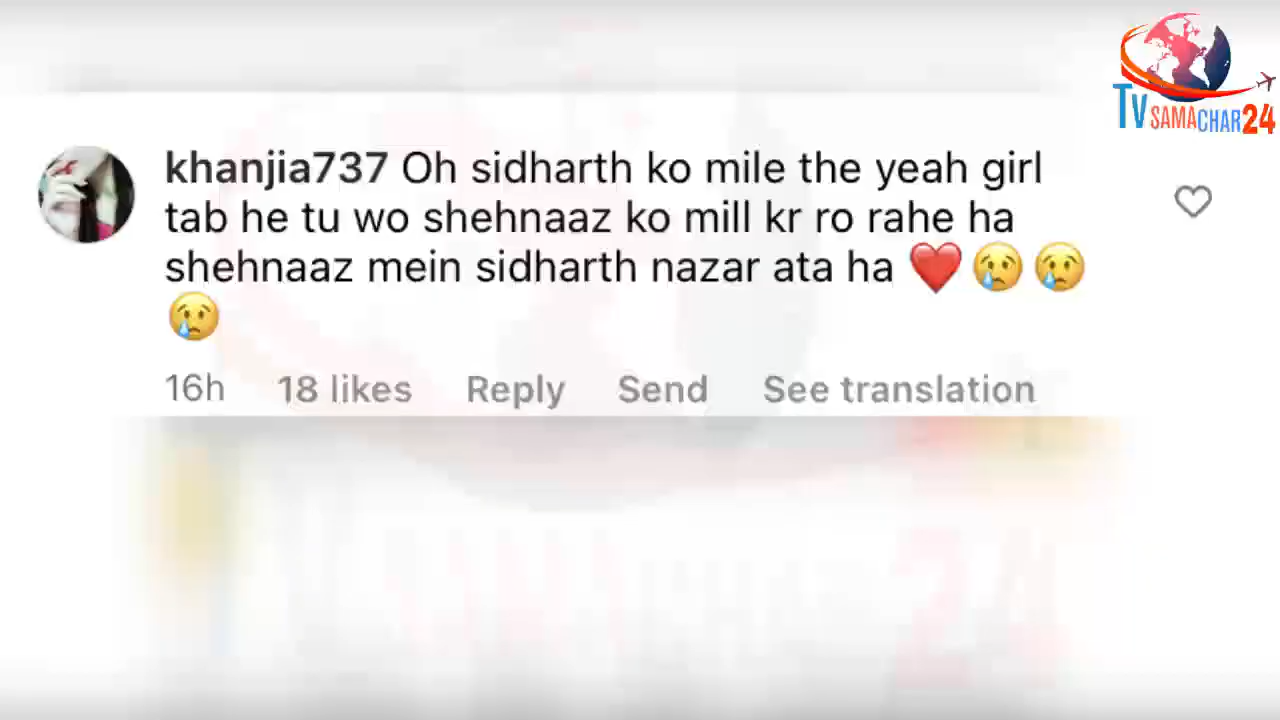 TV SAMACHAR24
khanjia737 Oh sidharth ko mile the yeah girl
tab he tu wo shehnaaz ko mill kr ro rahe ha
shehnaaz mein sidharth nazar ata ha ❤️😢😢
😢
16h 18 likes Reply Send See translation